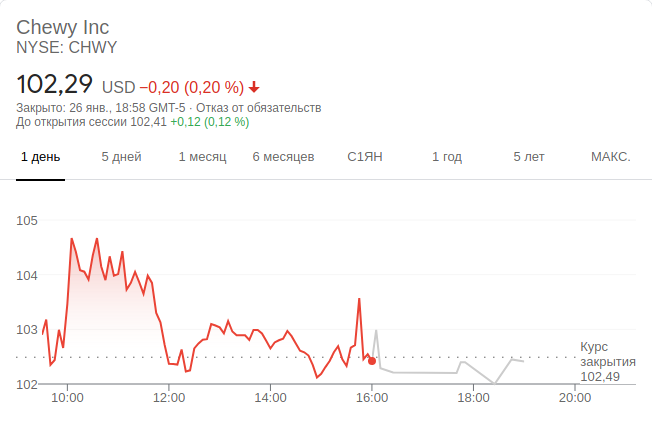 Chewy Inc
NYSE: CHWY
102,29 USD −0,20 (0,20 %)
Закрыто: 26 янв., 18:58 GMT-5 · Отказ от обязательств
До открытия сессии 102,41 +0,12 (0,12 %)
1 день 5 дней 1 месяц 6 месяцев С1ЯН 1 год 5 лет МАКС.
105
104
103
Курс
закрытия
102,49
102
10:00 12:00 14:00 16:00 18:00 20:00